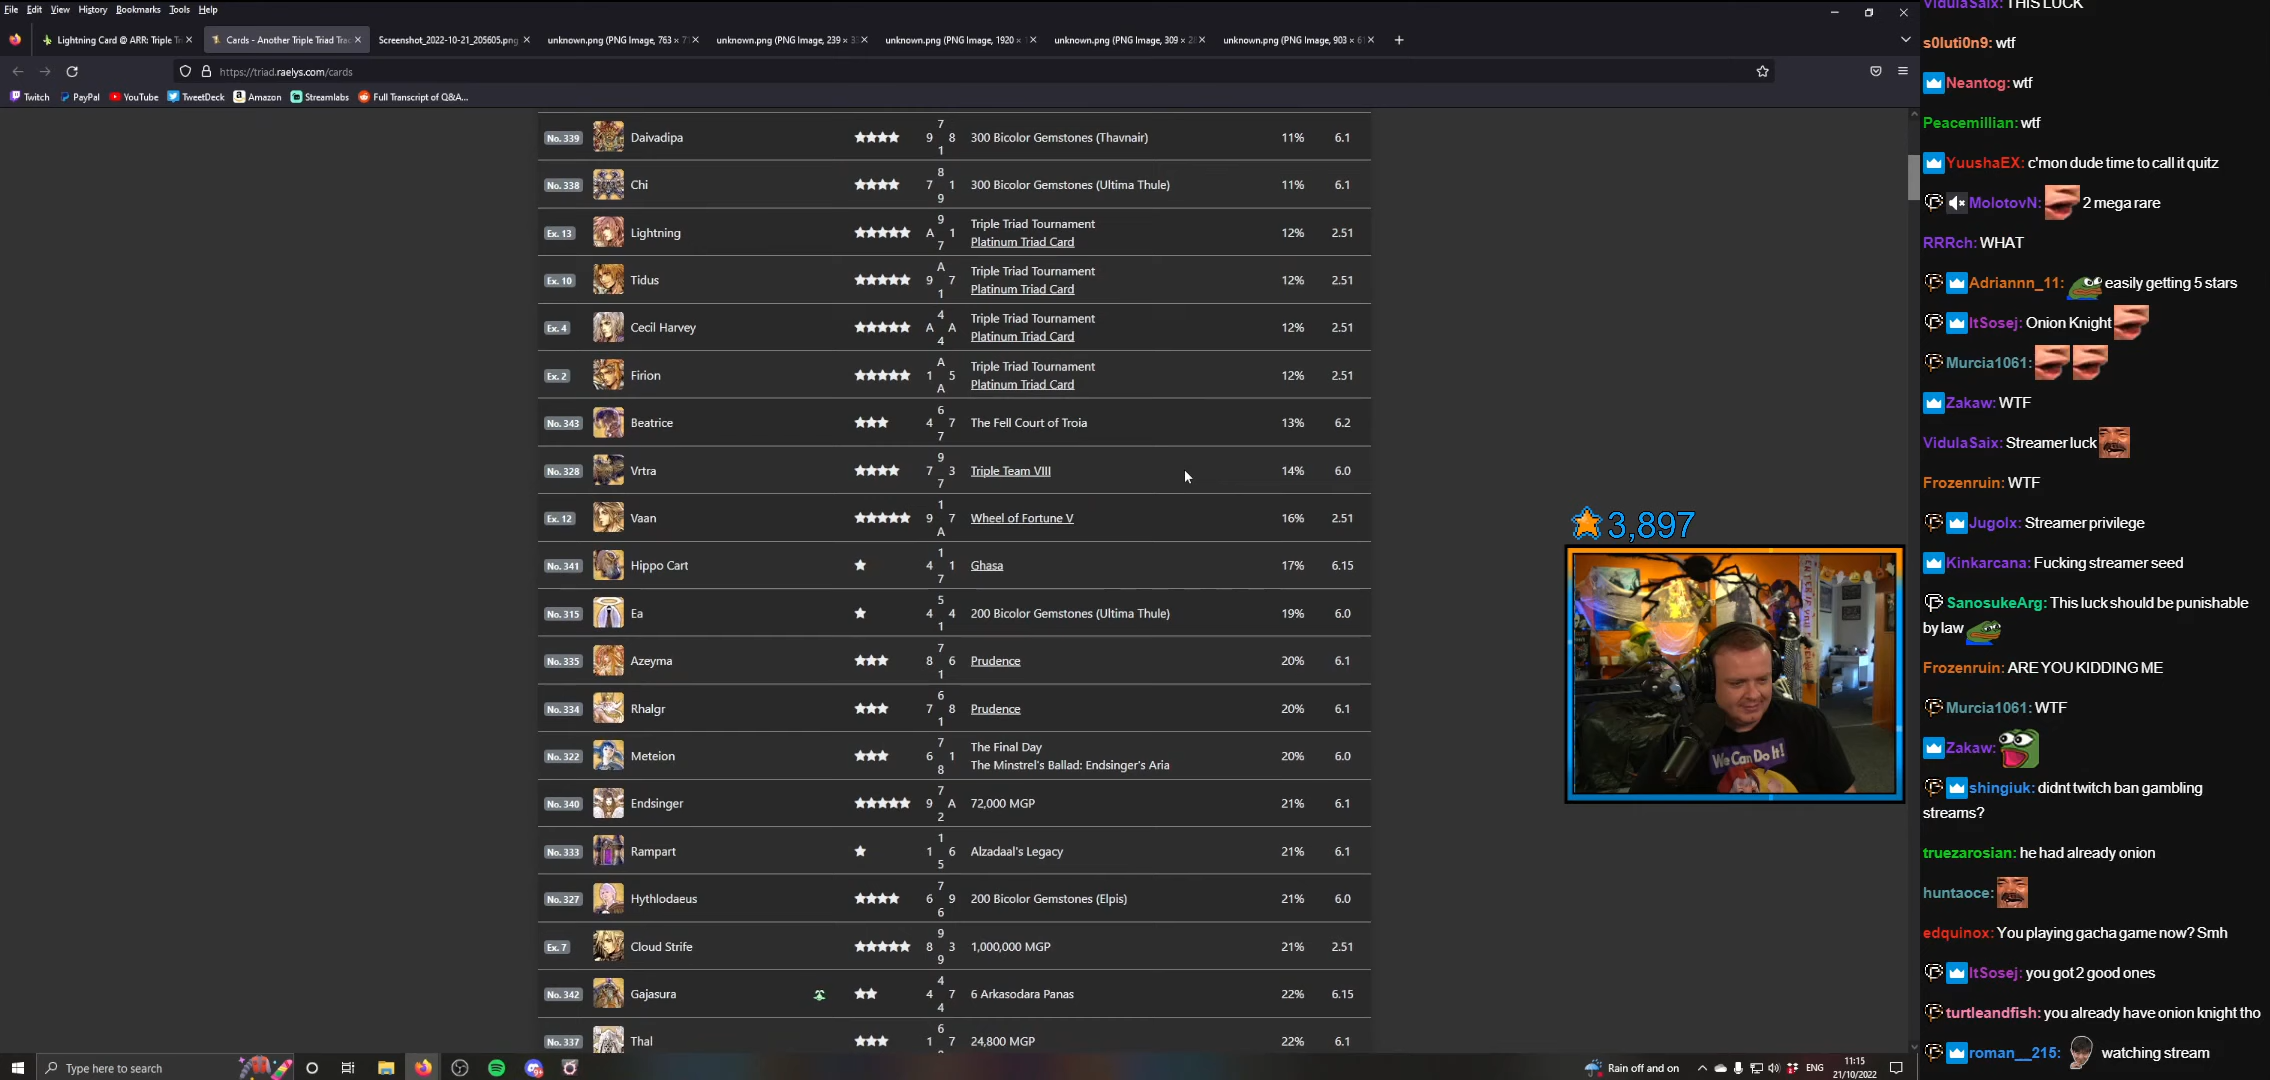 File Edit View History Bookmarks Tools Help
Lightning Card @ ARR: Triple Tr
Cards - Another Triple Triad Trac
Screenshot_2022-10-21_205605.png
unknown.png (PNG Image, 763 ×
unknown.png (PNG Image, 239 ×
unknown.png (PNG Image, 1920 ×
unknown.png (PNG Image, 309 ×
unknown.png (PNG Image, 903 ×
https://triad.raelys.com/cards
Twitch PayPal YouTube TweetDeck Amazon Streamlabs Full Transcript of Q&A...
No. 339 Daivadipa ★★★★ 7 9 8 1 300 Bicolor Gemstones (Thavnair) 11% 6.1
No. 338 Chi ★★★★ 8 7 1 9 300 Bicolor Gemstones (Ultima Thule) 11% 6.1
Ex. 13 Lightning ★★★★★ 9 A 1 7 Triple Triad Tournament 12% 2.51
Platinum Triad Card
Ex. 10 Tidus ★★★★★ A 9 7 1 Triple Triad Tournament 12% 2.51
Platinum Triad Card
Ex. 4 Cecil Harvey ★★★★★ 4 A A 4 Triple Triad Tournament 12% 2.51
Platinum Triad Card
Ex. 2 Firion ★★★★★ A 1 5 A Triple Triad Tournament 12% 2.51
Platinum Triad Card
No. 343 Beatrice ★★★ 6 4 7 7 The Fell Court of Troia 13% 6.2
No. 328 Vrtra ★★★★ 9 7 3 7 Triple Team VIII 14% 6.0
Ex. 12 Vaan ★★★★★ 1 9 7 A Wheel of Fortune V 16% 2.51
No. 341 Hippo Cart ★ 1 4 1 7 Ghasa 17% 6.15
No. 315 Ea ★ 5 4 4 1 200 Bicolor Gemstones (Ultima Thule) 19% 6.0
No. 335 Azeyma ★★★ 7 8 6 1 Prudence 20% 6.1
No. 334 Rhalgr ★★★ 6 7 8 1 Prudence 20% 6.1
No. 322 Meteion ★★★ 7 6 1 8 The Final Day 20% 6.0
The Minstrel's Ballad: Endsinger's Aria
No. 340 Endsinger ★★★★★ 7 9 A 2 72,000 MGP 21% 6.1
No. 333 Rampart ★ 1 1 6 5 Alzadaal's Legacy 21% 6.1
No. 327 Hythlodaeus ★★★★ 7 6 9 6 200 Bicolor Gemstones (Elpis) 21% 6.0
Ex. 7 Cloud Strife ★★★★★ 9 8 3 9 1,000,000 MGP 21% 2.51
No. 342 Gajasura ★★ 4 4 7 4 6 Arkasodara Panas 22% 6.15
No. 337 Thal ★★★ 6 1 7 24,800 MGP 22% 6.1
3,897
We Can Do It!
VidulaSaix: THIS LUCK
s0luti0n9: wtf
Neantog: wtf
Peacemillian: wtf
YuushaEX: c'mon dude time to call it quitz
MolotovN: 2 mega rare
RRRch: WHAT
Adriannn_11: easily getting 5 stars
ItSosej: Onion Knight
Murcia1061:
Zakaw: WTF
VidulaSaix: Streamer luck
Frozenruin: WTF
Jugolx: Streamer privilege
Kinkarcana: Fucking streamer seed
SanosukeArg: This luck should be punishable
by law
Frozenruin: ARE YOU KIDDING ME
Murcia1061: WTF
Zakaw:
shingiuk: didnt twitch ban gambling
streams?
truezarosian: he had already onion
huntaoce:
edquinox: You playing gacha game now? Smh
ItSosej: you got 2 good ones
turtleandfish: you already have onion knight tho
roman__215: watching stream
Type here to search
Rain off and on
ENG
11:15
21/10/2022